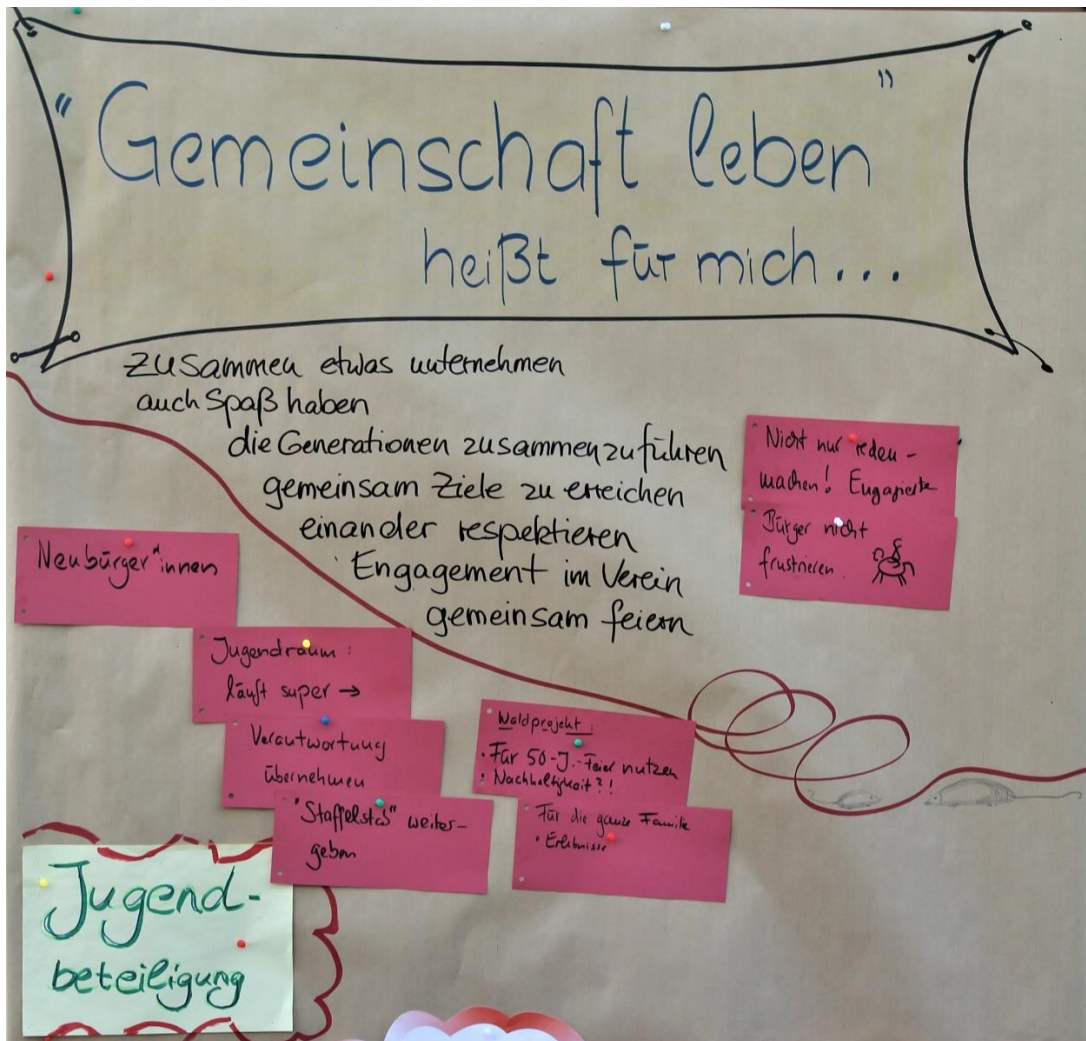 "Gemeinschaft leben"
heißt für mich...
zusammen etwas unternehmen
auch Spaß haben
die Generationen zusammenzuführen
gemeinsam Ziele zu erreichen
einander respektieren
Engagement im Verein
gemeinsam feiern
Nicht nur reden -
machen! Engagierte
Bürger nicht
frustrieren.
Neubürger*innen
Jugendraum:
läuft super →
Verantwortung
übernehmen
"Staffelstab" weiter-
geben
Waldprojekt:
• Für 50-J.-Feier nutzen
• Nachhaltigkeit?!
Für die ganze Familie
• Erlebnisse
Jugend-
beteiligung